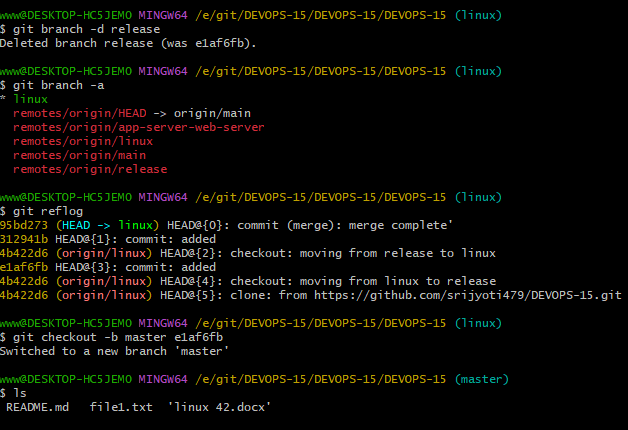 www@DESKTOP-HC5JEMO MINGW64 /e/git/DEVOPS-15/DEVOPS-15/DEVOPS-15 (linux)
$ git branch -d release
Deleted branch release (was e1af6fb).
www@DESKTOP-HC5JEMO MINGW64 /e/git/DEVOPS-15/DEVOPS-15/DEVOPS-15 (linux)
$ git branch -a
* linux
remotes/origin/HEAD -> origin/main
remotes/origin/app-server-web-server
remotes/origin/linux
remotes/origin/main
remotes/origin/release
www@DESKTOP-HC5JEMO MINGW64 /e/git/DEVOPS-15/DEVOPS-15/DEVOPS-15 (linux)
$ git reflog
95bd273 (HEAD -> linux) HEAD@{0}: commit (merge): merge complete'
312941b HEAD@{1}: commit: added
4b422d6 (origin/linux) HEAD@{2}: checkout: moving from release to linux
e1af6fb HEAD@{3}: commit: added
4b422d6 (origin/linux) HEAD@{4}: checkout: moving from linux to release
4b422d6 (origin/linux) HEAD@{5}: clone: from https://github.com/srijyoti479/DEVOPS-15.git
www@DESKTOP-HC5JEMO MINGW64 /e/git/DEVOPS-15/DEVOPS-15/DEVOPS-15 (linux)
$ git checkout -b master e1af6fb
Switched to a new branch 'master'
www@DESKTOP-HC5JEMO MINGW64 /e/git/DEVOPS-15/DEVOPS-15/DEVOPS-15 (master)
$ ls
README.md   file1.txt  'linux 42.docx'